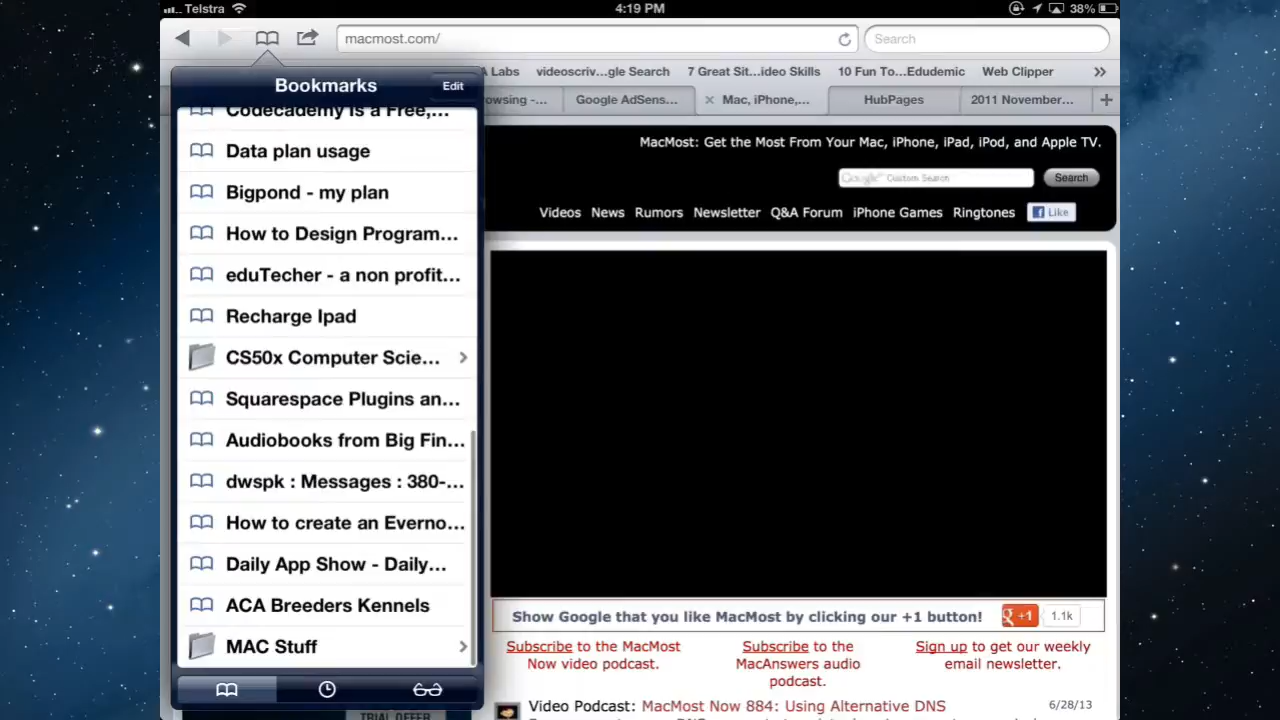 Telstra
4:19 PM
38%
macmost.com/
Search
Labs
videoscriv...gle Search
7 Great Sit...ideo Skills
10 Fun To...Edudemic
Web Clipper
Bookmarks
Edit
Google AdSens...
Mac, iPhone,...
HubPages
2011 November...
Codecademy is a Free,...
Data plan usage
Bigpond - my plan
How to Design Program...
eduTecher - a non profit...
Recharge Ipad
CS50x Computer Scie...
Squarespace Plugins an...
Audiobooks from Big Fin...
dwspk : Messages : 380-...
How to create an Everno...
Daily App Show - Daily...
ACA Breeders Kennels
MAC Stuff
MacMost: Get the Most From Your Mac, iPhone, iPad, iPod, and Apple TV.
Google Custom Search
Search
Videos News Rumors Newsletter Q&A Forum iPhone Games Ringtones Like
Show Google that you like MacMost by clicking our +1 button!
+1
1.1k
Subscribe to the MacMost
Now video podcast.
Subscribe to the
MacAnswers audio
podcast.
Sign up to get our weekly
email newsletter.
Video Podcast: MacMost Now 884: Using Alternative DNS
6/28/13
TRIAL OFFER